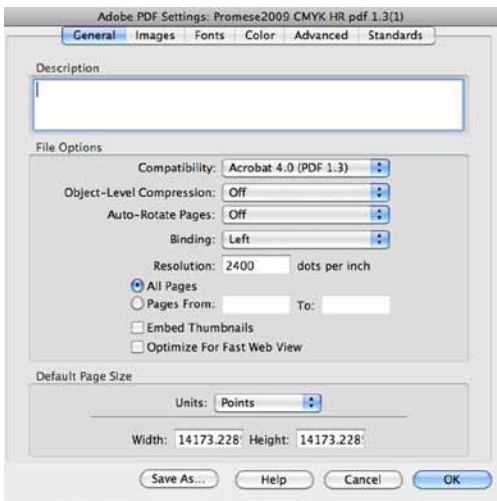 Adobe PDF Settings: Promese2009 CMYK HR pdf 1.3(1)
General Images Fonts Color Advanced Standards
Description
File Options
Compatibility: Acrobat 4.0 (PDF 1.3)
Object-Level Compression: Off
Auto-Rotate Pages: Off
Binding: Left
Resolution: 2400 dots per inch
All Pages
Pages From: To:
Embed Thumbnails
Optimize For Fast Web View
Default Page Size
Units: Points
Width: 14173.228 Height: 14173.228
Save As... Help Cancel OK